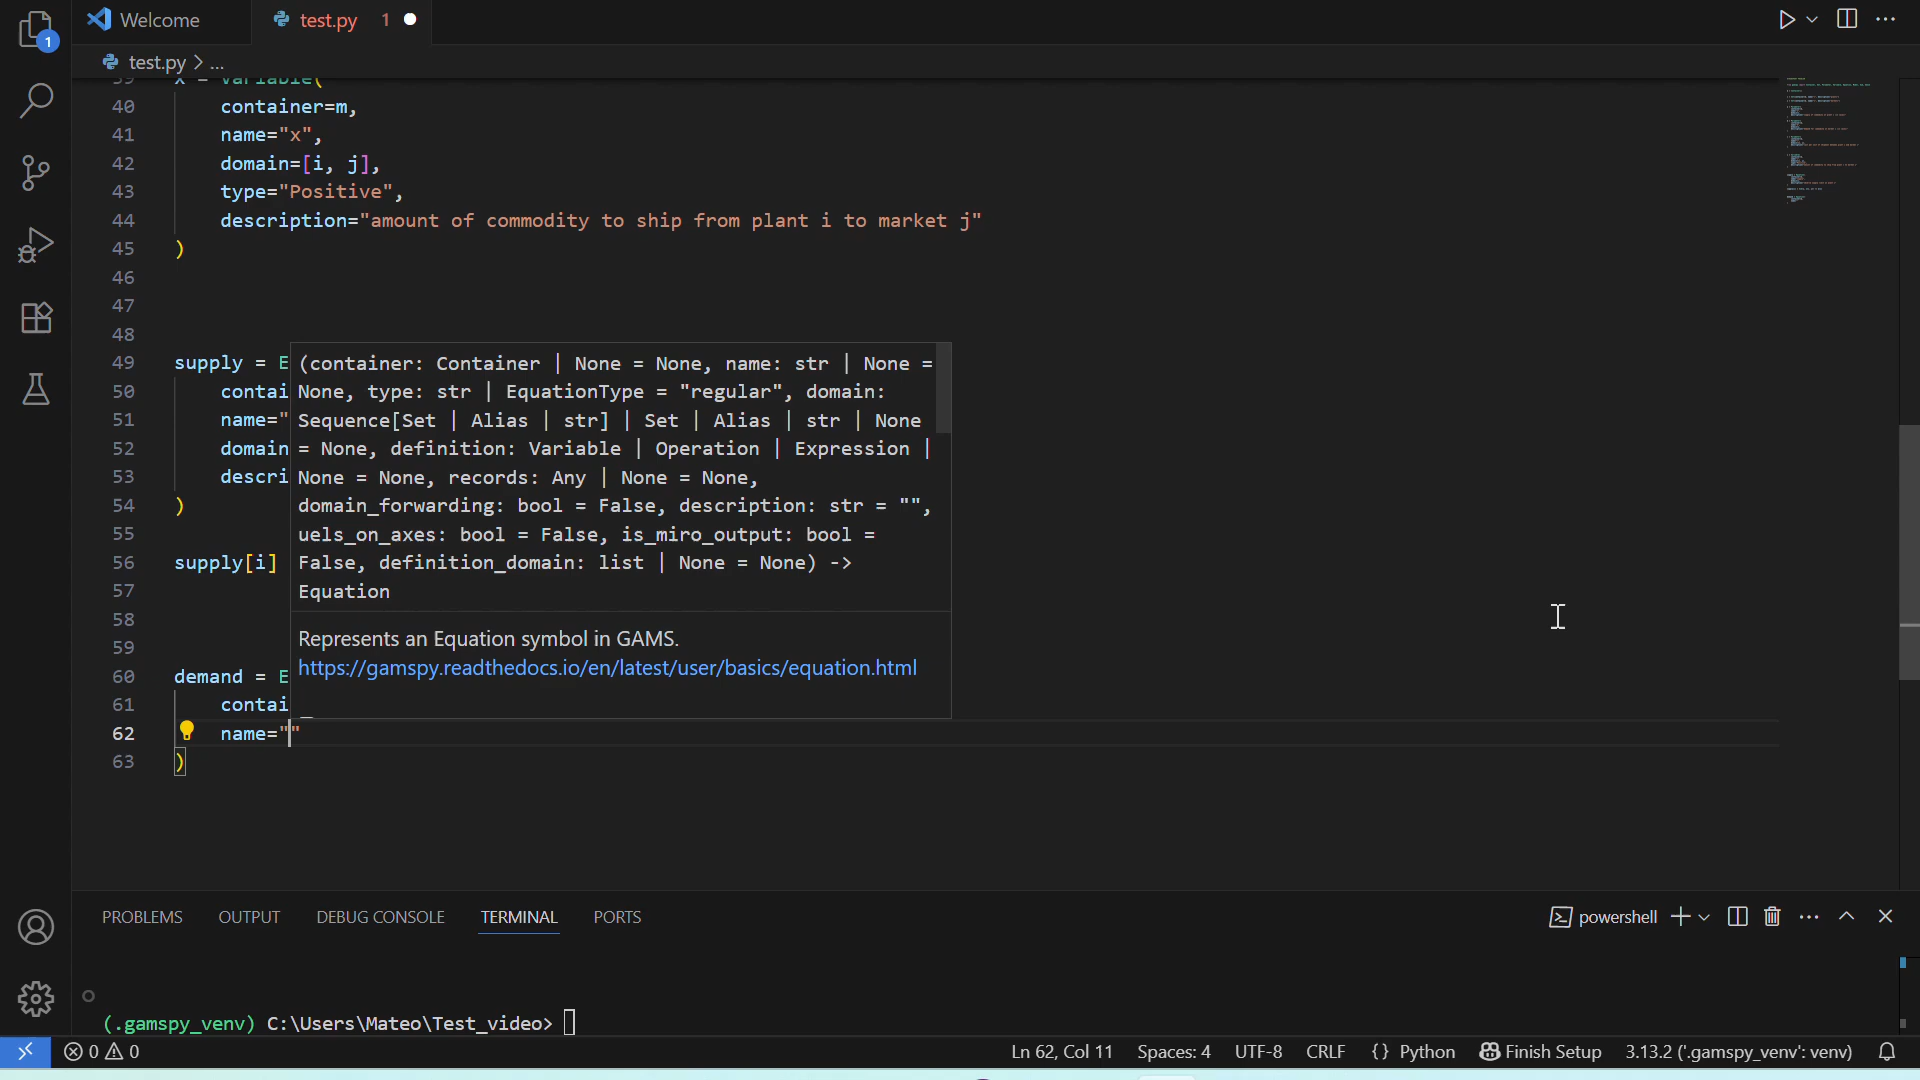 Welcome
test.py 1
test.py > ...
39 x = Variable(
40 container=m,
41 name="x",
42 domain=[i, j],
43 type="Positive",
44 description="amount of commodity to ship from plant i to market j"
45 )
46
47
48
49 supply = E
50 contai
51 name="
52 domain
53 descri
54 )
55
56 supply[i]
57
58
59
60 demand = E
61 contai
62 name=""
63 )
(container: Container | None = None, name: str | None =
None, type: str | EquationType = "regular", domain:
Sequence[Set | Alias | str] | Set | Alias | str | None
= None, definition: Variable | Operation | Expression |
None = None, records: Any | None = None,
domain_forwarding: bool = False, description: str = "",
uels_on_axes: bool = False, is_miro_output: bool =
False, definition_domain: list | None = None) ->
Equation
Represents an Equation symbol in GAMS.
https://gamspy.readthedocs.io/en/latest/user/basics/equation.html
PROBLEMS OUTPUT DEBUG CONSOLE TERMINAL PORTS powershell
(.gamspy_venv) C:\Users\Mateo\Test_video>
0 0 Ln 62, Col 11 Spaces: 4 UTF-8 CRLF {} Python Finish Setup 3.13.2 ('.gamspy_venv': venv)
1